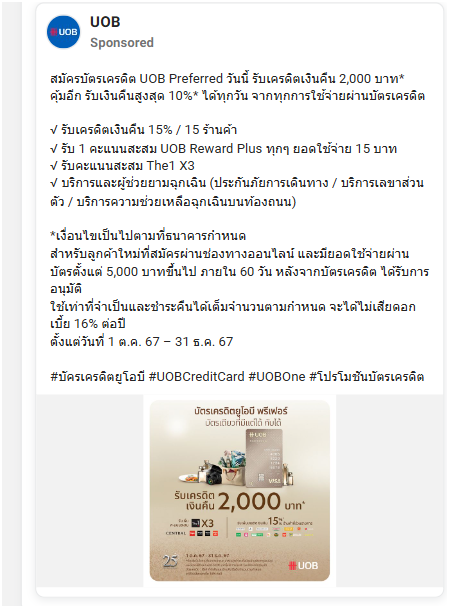 UOB
Sponsored
สมัครบัตรเครดิต UOB Preferred วันนี้ รับเครดิตเงินคืน 2,000 บาท*
คุ้มอีก รับเงินคืนสูงสุด 10%* ได้ทุกวัน จากทุกการใช้จ่ายผ่านบัตรเครดิต
√ รับเครดิตเงินคืน 15% / 15 ร้านค้า
√ รับ 1 คะแนนสะสม UOB Reward Plus ทุกๆ ยอดใช้จ่าย 15 บาท
√ รับคะแนนสะสม The1 X3
√ บริการและผู้ช่วยยามฉุกเฉิน (ประกันภัยการเดินทาง / บริการเลขาส่วน
ตัว / บริการความช่วยเหลือฉุกเฉินบนท้องถนน)
*เงื่อนไขเป็นไปตามที่ธนาคารกำหนด
สำหรับลูกค้าใหม่ที่สมัครผ่านช่องทางออนไลน์ และมียอดใช้จ่ายผ่าน
บัตรตั้งแต่ 5,000 บาทขึ้นไป ภายใน 60 วัน หลังจากบัตรเครดิต ได้รับการ
อนุมัติ
ใช้เท่าที่จำเป็นและชำระคืนได้เต็มจำนวนตามกำหนด จะได้ไม่เสียดอก
เบี้ย 16% ต่อปี
ตั้งแต่วันที่ 1 ต.ค. 67 – 31 ธ.ค. 67
#บัครเครดิตยูโอบี #UOBCreditCard #UOBOne #โปรโมชันบัตรเครดิต
บัตรเครดิตยูโอบี พรีเฟอร์
บัตรเดียวก็มีแต่ได้ กับได้
UOB
VISA
รับเครดิต
เงินคืน 2,000 บาท*
X3
15%
CENTRAL
25
UOB